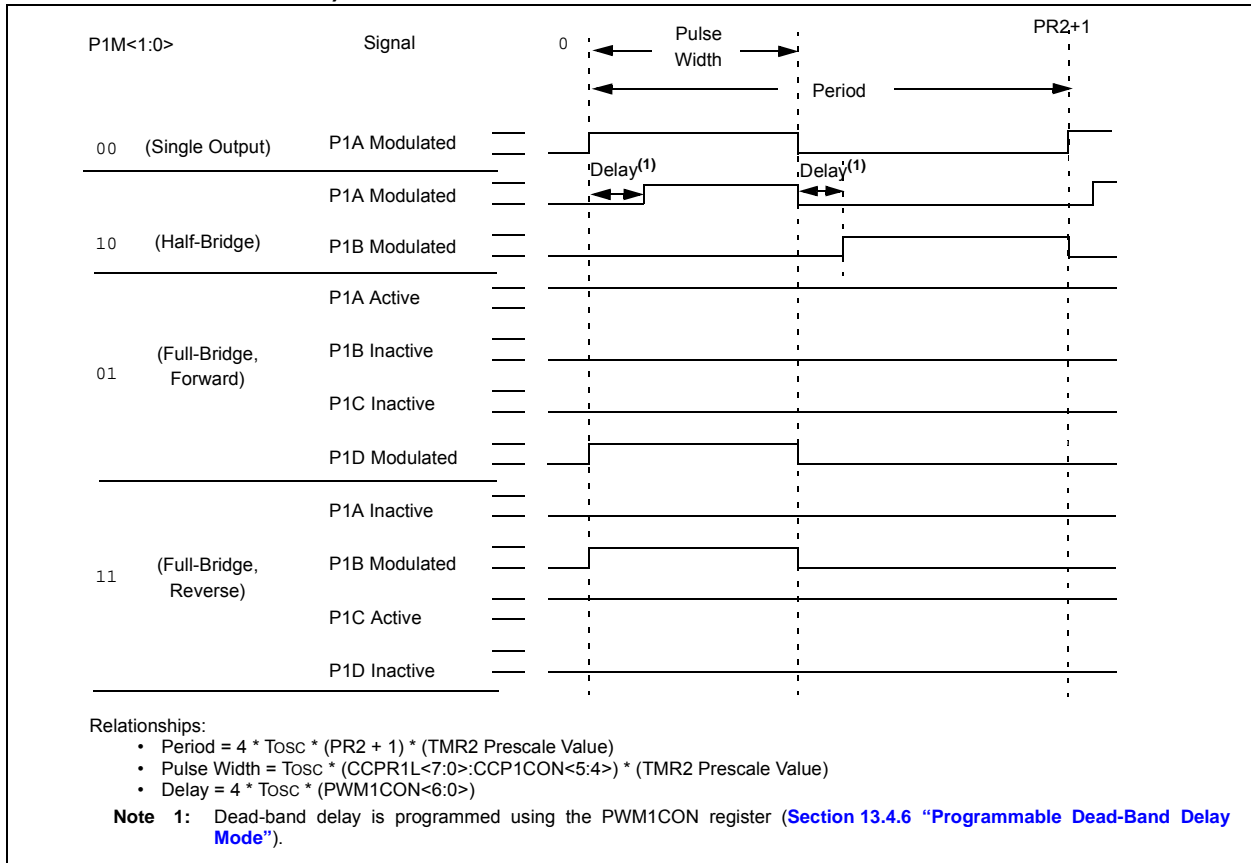 P1M<1:0>
Signal
0
Pulse
Width
PR2+1
Period
00 (Single Output) P1A Modulated
Delay(1) Delay(1)
P1A Modulated
10 (Half-Bridge) P1B Modulated
P1A Active
(Full-Bridge, P1B Inactive
01 Forward)
P1C Inactive
P1D Modulated
P1A Inactive
(Full-Bridge, P1B Modulated
11 Reverse)
P1C Active
P1D Inactive
Relationships:
• Period = 4 * TOSC * (PR2 + 1) * (TMR2 Prescale Value)
• Pulse Width = TOSC * (CCPR1L<7:0>:CCP1CON<5:4>) * (TMR2 Prescale Value)
• Delay = 4 * TOSC * (PWM1CON<6:0>)
Note 1: Dead-band delay is programmed using the PWM1CON register (Section 13.4.6 “Programmable Dead-Band Delay
Mode”).